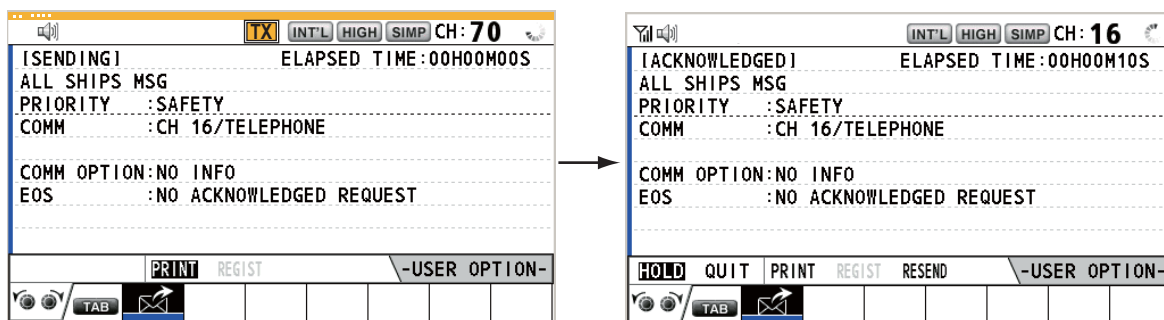 TX INT'L HIGH SIMP CH: 70
[SENDING] ELAPSED TIME:00H00M00S
ALL SHIPS MSG
PRIORITY :SAFETY
COMM :CH 16/TELEPHONE
COMM OPTION:NO INFO
EOS :NO ACKNOWLEDGED REQUEST
PRINT REGIST -USER OPTION-
TAB
INT'L HIGH SIMP CH: 16
[ACKNOWLEDGED] ELAPSED TIME:00H00M10S
ALL SHIPS MSG
PRIORITY :SAFETY
COMM :CH 16/TELEPHONE
COMM OPTION:NO INFO
EOS :NO ACKNOWLEDGED REQUEST
HOLD QUIT PRINT REGIST RESEND -USER OPTION-
TAB